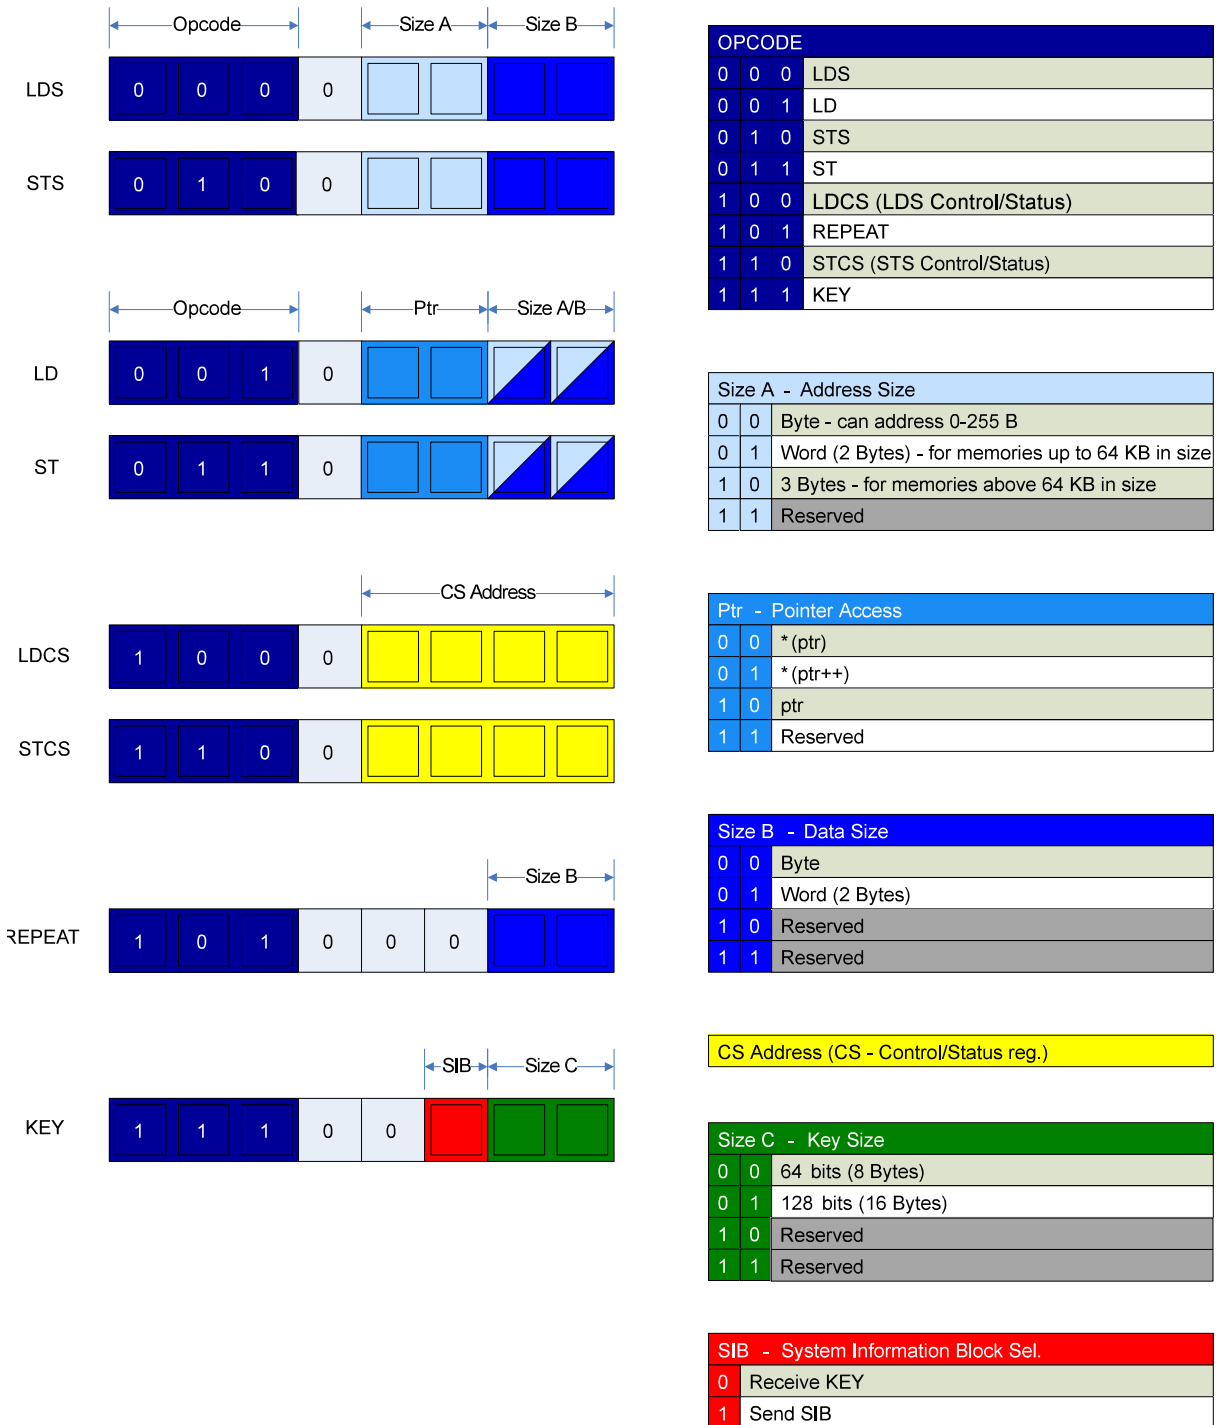 Opcode Size A Size B
LDS 0 0 0 0
STS 0 1 0 0
Opcode Ptr Size A/B
LD 0 0 1 0
ST 0 1 1 0
CS Address
LDCS 1 0 0 0
STCS 1 1 0 0
Size B
REPEAT 1 0 1 0 0 0
SIB Size C
KEY 1 1 1 0 0
OPCODE
0 0 0 LDS
0 0 1 LD
0 1 0 STS
0 1 1 ST
1 0 0 LDCS (LDS Control/Status)
1 0 1 REPEAT
1 1 0 STCS (STS Control/Status)
1 1 1 KEY
Size A - Address Size
0 0 Byte - can address 0-255 B
0 1 Word (2 Bytes) - for memories up to 64 KB in size
1 0 3 Bytes - for memories above 64 KB in size
1 1 Reserved
Ptr - Pointer Access
0 0 *(ptr)
0 1 *(ptr++)
1 0 ptr
1 1 Reserved
Size B - Data Size
0 0 Byte
0 1 Word (2 Bytes)
1 0 Reserved
1 1 Reserved
CS Address (CS - Control/Status reg.)
Size C - Key Size
0 0 64 bits (8 Bytes)
0 1 128 bits (16 Bytes)
1 0 Reserved
1 1 Reserved
SIB - System Information Block Sel.
0 Receive KEY
1 Send SIB